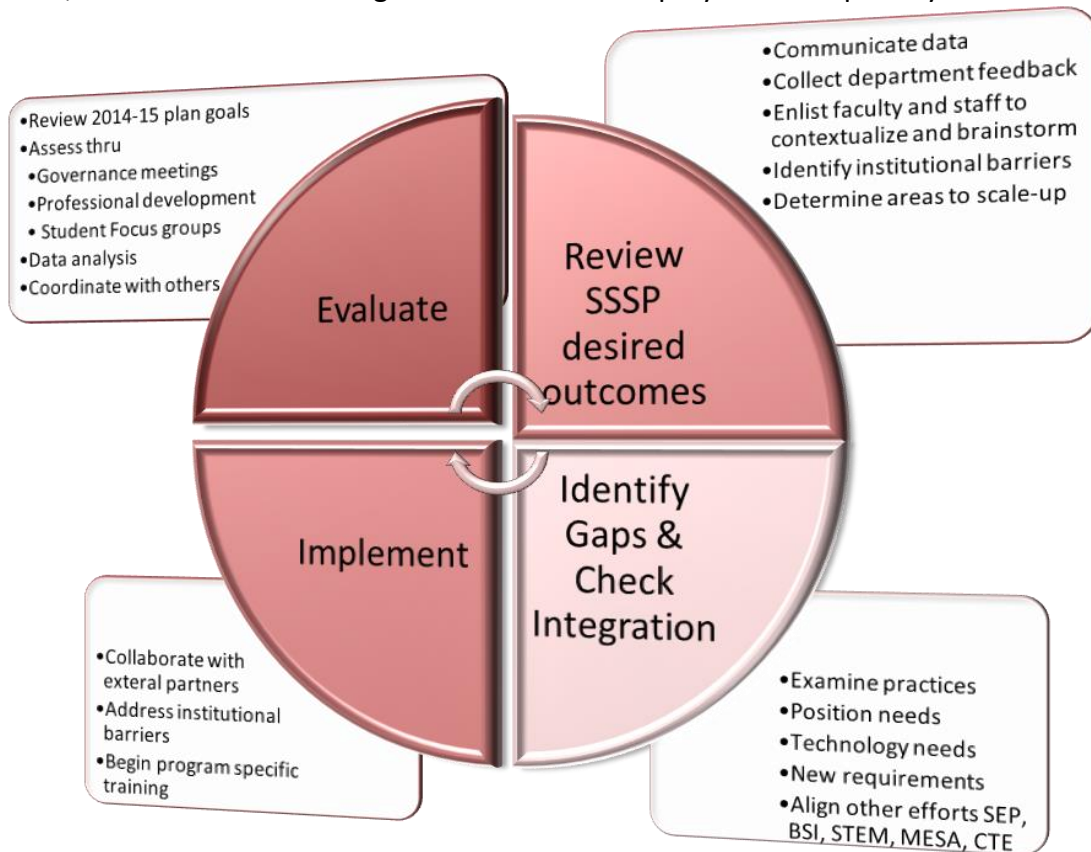 •Review 2014-15 plan goals
•Assess thru
•Governance meetings
•Professional development
• Student Focus groups
•Data analysis
•Coordinate with others
•Communicate data
•Collect department feedback
•Enlist faculty and staff to
contextualize and brainstorm
•Identify institutional barriers
•Determine areas to scale-up
Evaluate
Review
SSSP
desired
outcomes
Implement
Identify
Gaps &
Check
Integration
•Collaborate with
exteral partners
•Address institutional
barriers
•Begin program specific
training
•Examine practices
•Position needs
•Technology needs
•New requirements
•Align other efforts SEP,
BSI, STEM, MESA, CTE